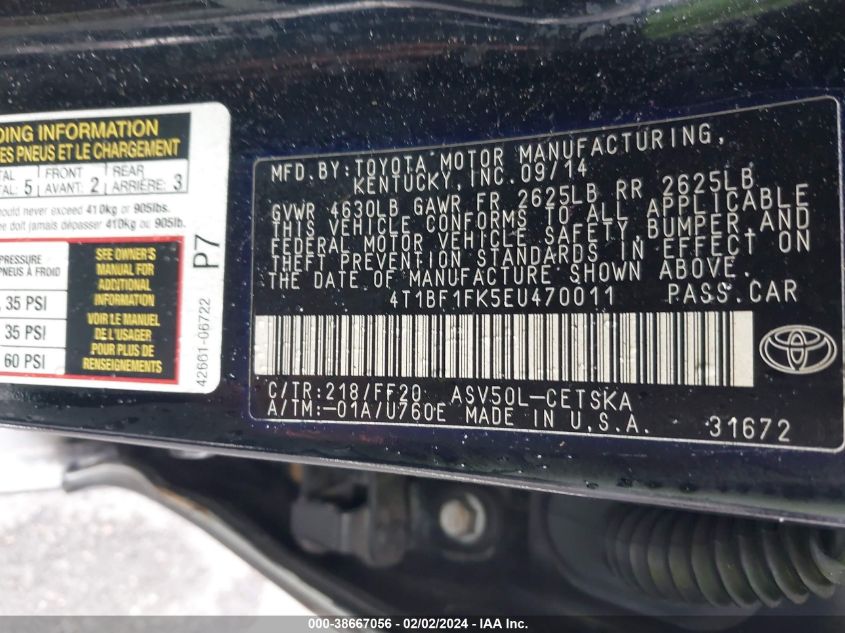 DING INFORMATION
ES PNEUS ET LE CHARGEMENT
TAL FRONT REAR
AL: 5 AVANT: 2 ARRIÈRE: 3
ould never exceed 410kg or 905lbs.
e doit jamais dépasser 410kg or 905lb.
PRESSURE
PNEUS À FROID
35 PSI
35 PSI
60 PSI
SEE OWNER'S
MANUAL FOR
ADDITIONAL
INFORMATION
VOIR LE MANUEL
DE L'USAGER
POUR PLUS DE
RENSEIGNEMENTS
P7
42661-06722
MFD.BY:TOYOTA MOTOR MANUFACTURING,
KENTUCKY,INC.09/14
GVWR 4630LB GAWR FR 2625LB RR 2625LB
THIS VEHICLE CONFORMS TO ALL APPLICABLE
FEDERAL MOTOR VEHICLE SAFETY,BUMPER,AND
THEFT PREVENTION STANDARDS IN EFFECT ON
THE DATE OF MANUFACTURE SHOWN ABOVE.
4T1BF1FK5EU470011 PASS.CAR
C/TR:218/FF20 ASV50L-CETSKA
A/TM:-01A/U760E MADE IN U.S.A. 31672
000-38667056 - 02/02/2024 - IAAI Inc.